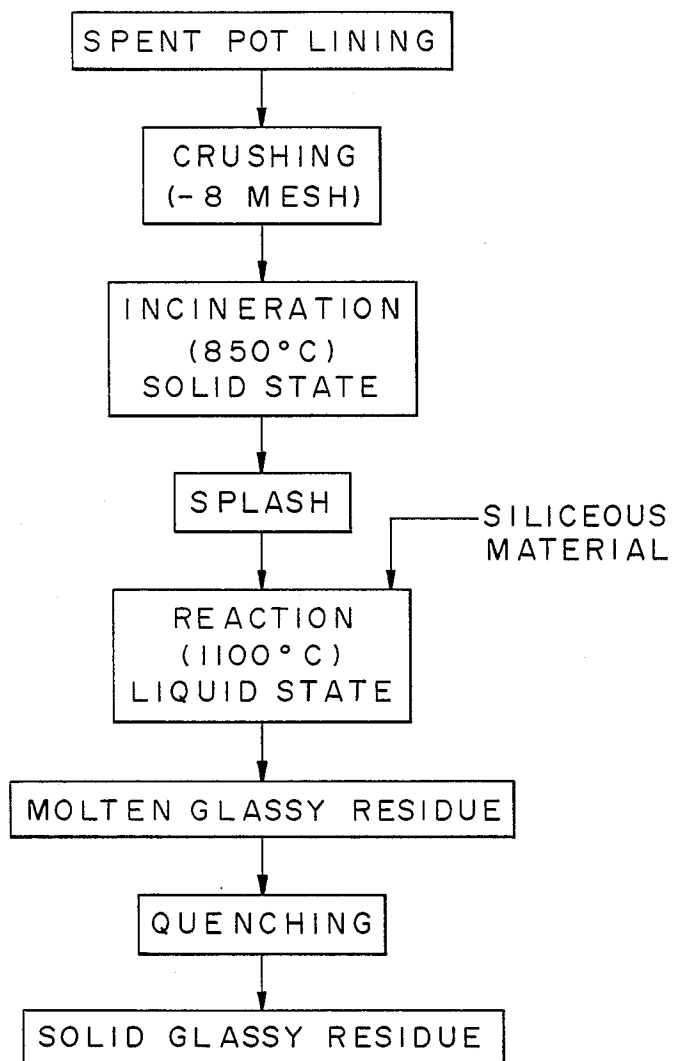 SPENT POT LINING
CRUSHING
(-8 MESH)
INCINERATION
(850°C)
SOLID STATE
SPLASH
SILICEOUS
MATERIAL
REACTION
(1100°C)
LIQUID STATE
MOLTEN GLASSY RESIDUE
QUENCHING
SOLID GLASSY RESIDUE